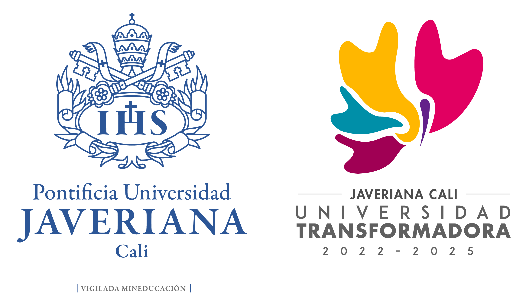 IHS
Pontificia Universidad
JAVERIANA
Cali
| VIGILADA MINEDUCACIÓN |
JAVERIANA CALI
UNIVERSIDAD
TRANSFORMADORA
2022 - 2025